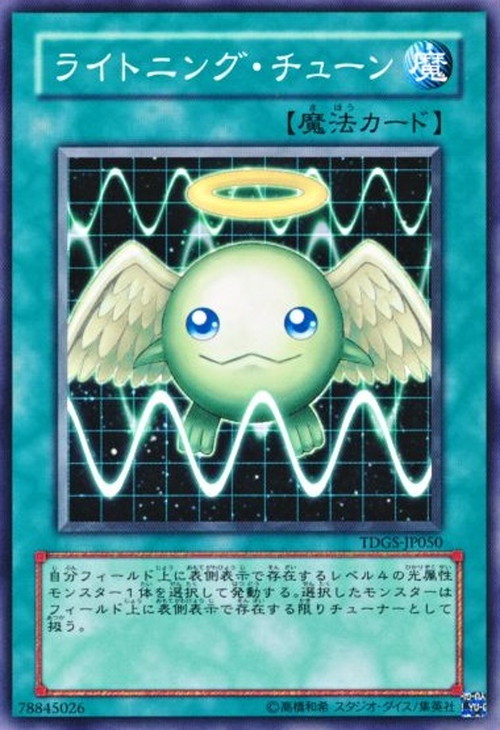 ライトニング・チューン 魔
【魔法カード】
TDGS-JP050
自分フィールド上に表側表示で存在するレベル4の光属性
モンスター1体を選択して発動する。選択したモンスターは
フィールド上に表側表示で存在する限りチューナーとして
扱う。
78845026 ©高橋和希 スタジオ・ダイス/集英社